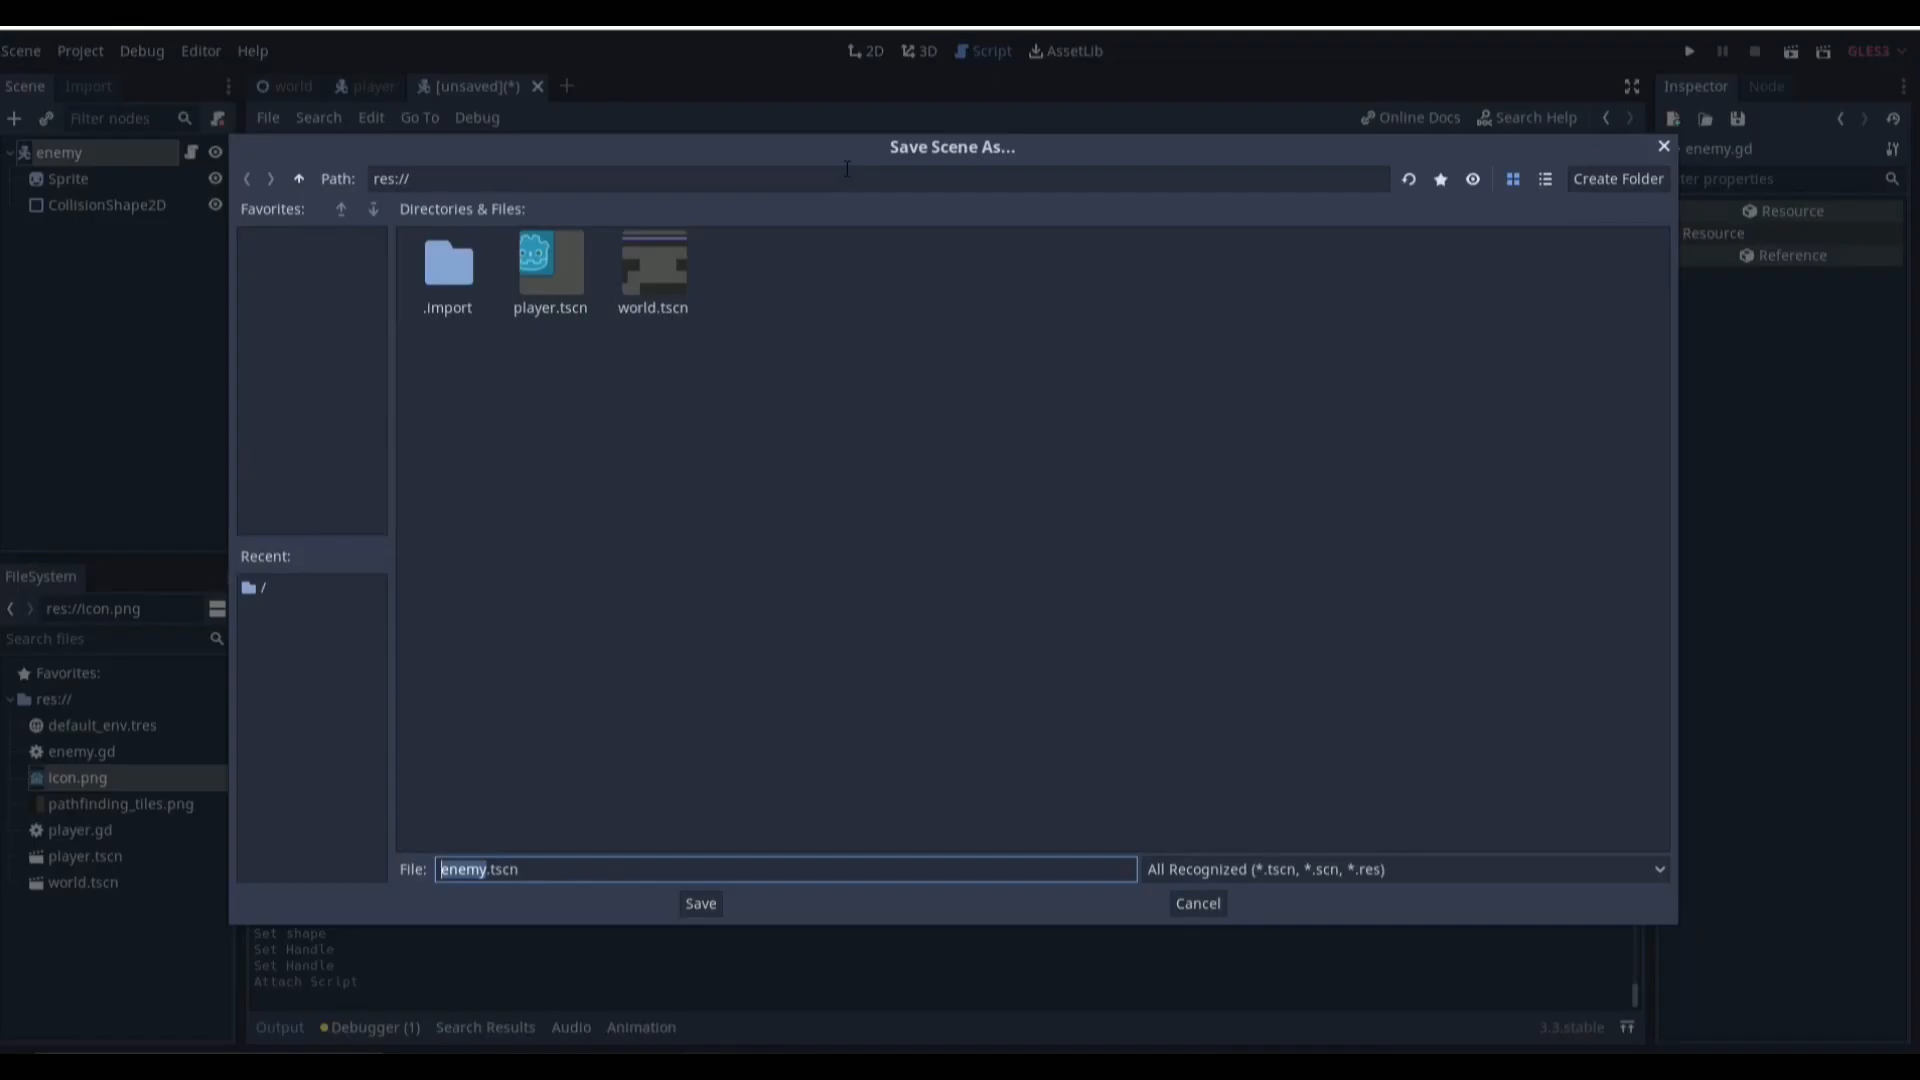 Scene Project Debug Editor Help
2D 3D Script AssetLib
GLES3
Scene Import
world player [unsaved](*)
Inspector Node
Filter nodes
File Search Edit Go To Debug
Online Docs Search Help
enemy
Sprite
CollisionShape2D
Save Scene As...
enemy.gd
Path: res://
Create Folder
ter properties
Favorites:
Directories & Files:
Resource
Resource
Reference
.import player.tscn world.tscn
Recent:
/
FileSystem
res://icon.png
Search files
Favorites:
res://
default_env.tres
enemy.gd
icon.png
pathfinding_tiles.png
player.gd
player.tscn
world.tscn
File: enemy.tscn
All Recognized (*.tscn, *.scn, *.res)
Save Cancel
Set shape
Set Handle
Set Handle
Attach Script
Output Debugger (1) Search Results Audio Animation
3.3.stable